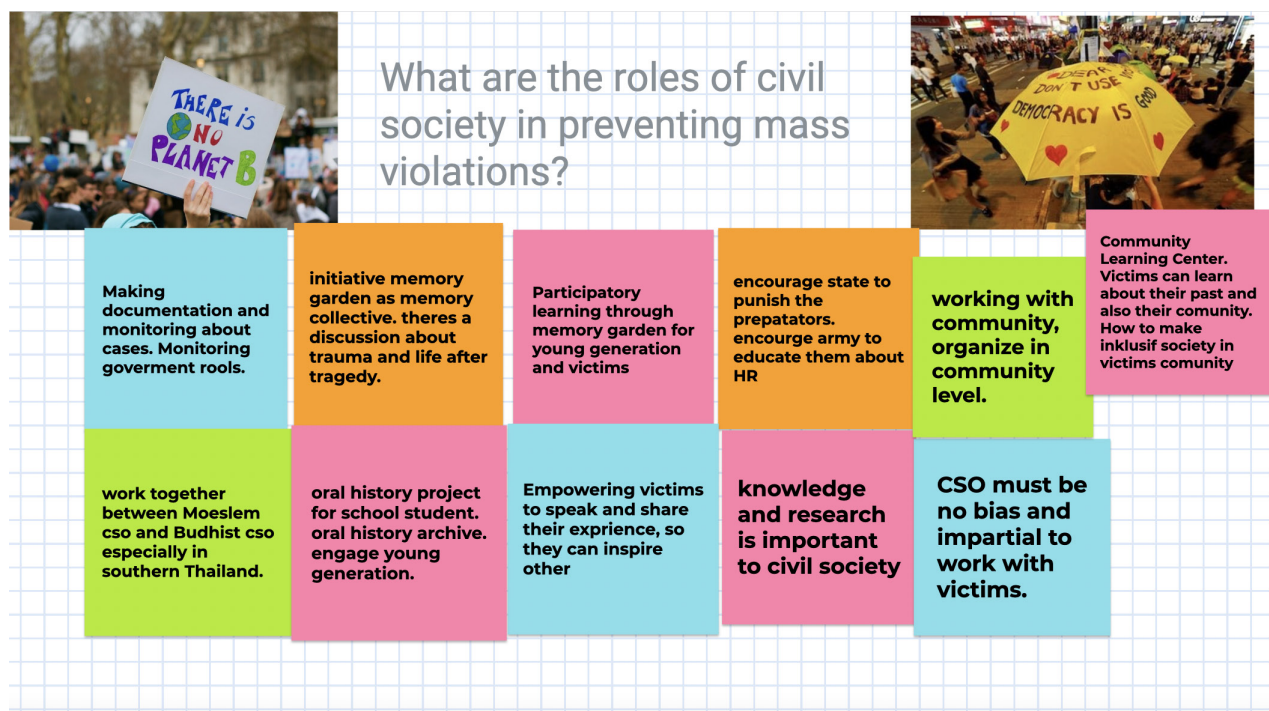 THERE is
NO
PLANET B
What are the roles of civil
society in preventing mass
violations?
DEAR
DON'T USE
DEMOCRACY IS GOOD
Making
documentation and
monitoring about
cases. Monitoring
goverment rools.
initiative memory
garden as memory
collective. theres a
discussion about
trauma and life after
tragedy.
Participatory
learning through
memory garden for
young generation
and victims
encourage state to
punish the
prepatators.
encourge army to
educate them about
HR
working with
community,
organize in
community
level.
Community
Learning Center.
Victims can learn
about their past and
also their comunity.
How to make
inklusif society in
victims comunity
work together
between Moeslem
cso and Budhist cso
especially in
southern Thailand.
oral history project
for school student.
oral history archive.
engage young
generation.
Empowering victims
to speak and share
their exprience, so
they can inspire
other
knowledge
and research
is important
to civil society
CSO must be
no bias and
impartial to
work with
victims.